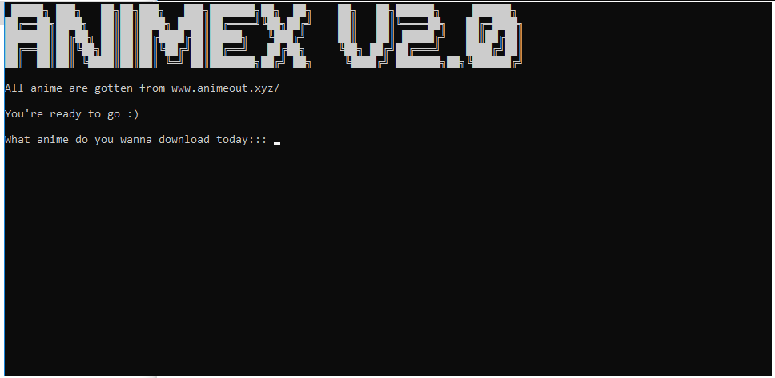 ANIMEX V2.0
All anime are gotten from www.animeout.xyz/
You're ready to go :)
What anime do you wanna download today:::